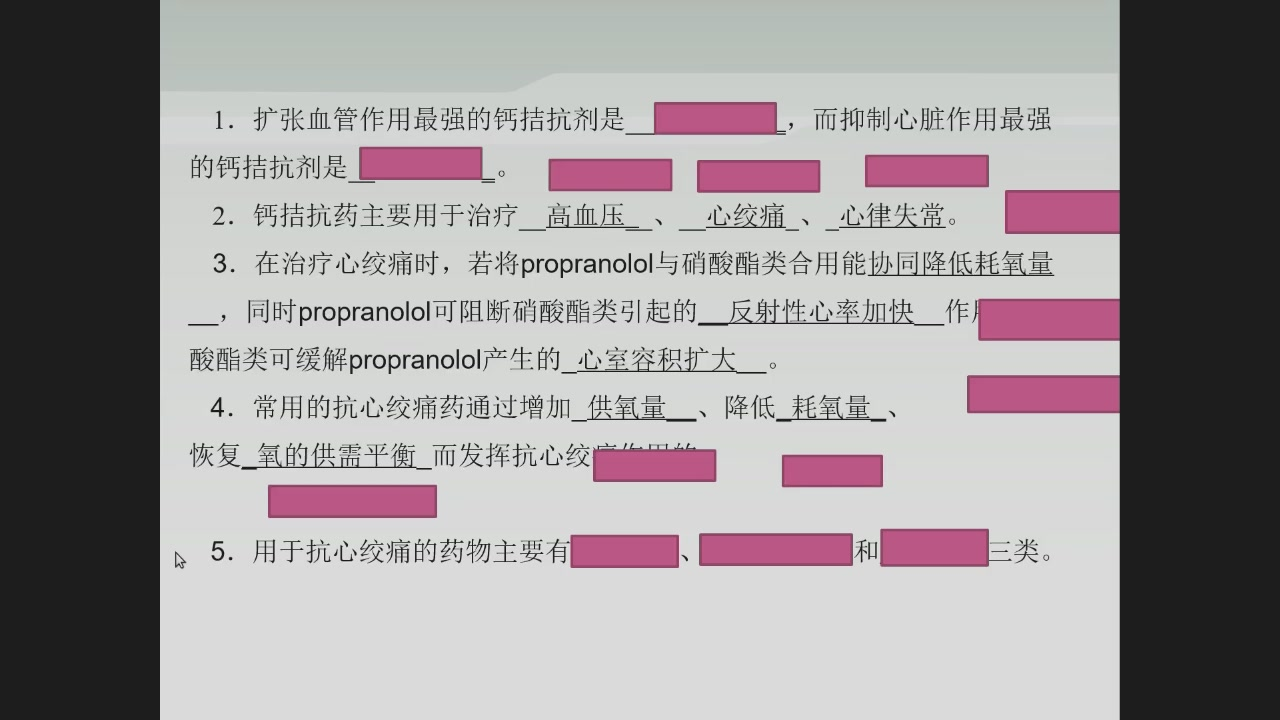 1. 扩张血管作用最强的钙拮抗剂是__ _,而抑制心脏作用最强
的钙拮抗剂是__ _。
2. 钙拮抗药主要用于治疗__高血压__、__心绞痛_、_心律失常。
3. 在治疗心绞痛时,若将propranolol与硝酸酯类合用能协同降低耗氧量
__,同时propranolol可阻断硝酸酯类引起的__反射性心率加快__作
酸酯类可缓解propranolol产生的_心室容积扩大__。
4. 常用的抗心绞痛药通过增加_供氧量__、降低_耗氧量_、
恢复_氧的供需平衡_而发挥抗心绞
5. 用于抗心绞痛的药物主要有 、 和 三类。